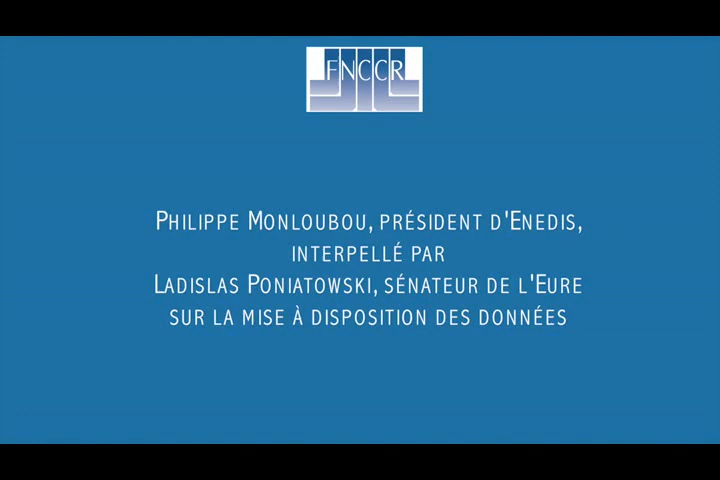 FNCCR
Philippe Monloubou, président d'Enedis,
interpellé par
Ladislas Poniatowski, sénateur de l'Eure
sur la mise à disposition des données